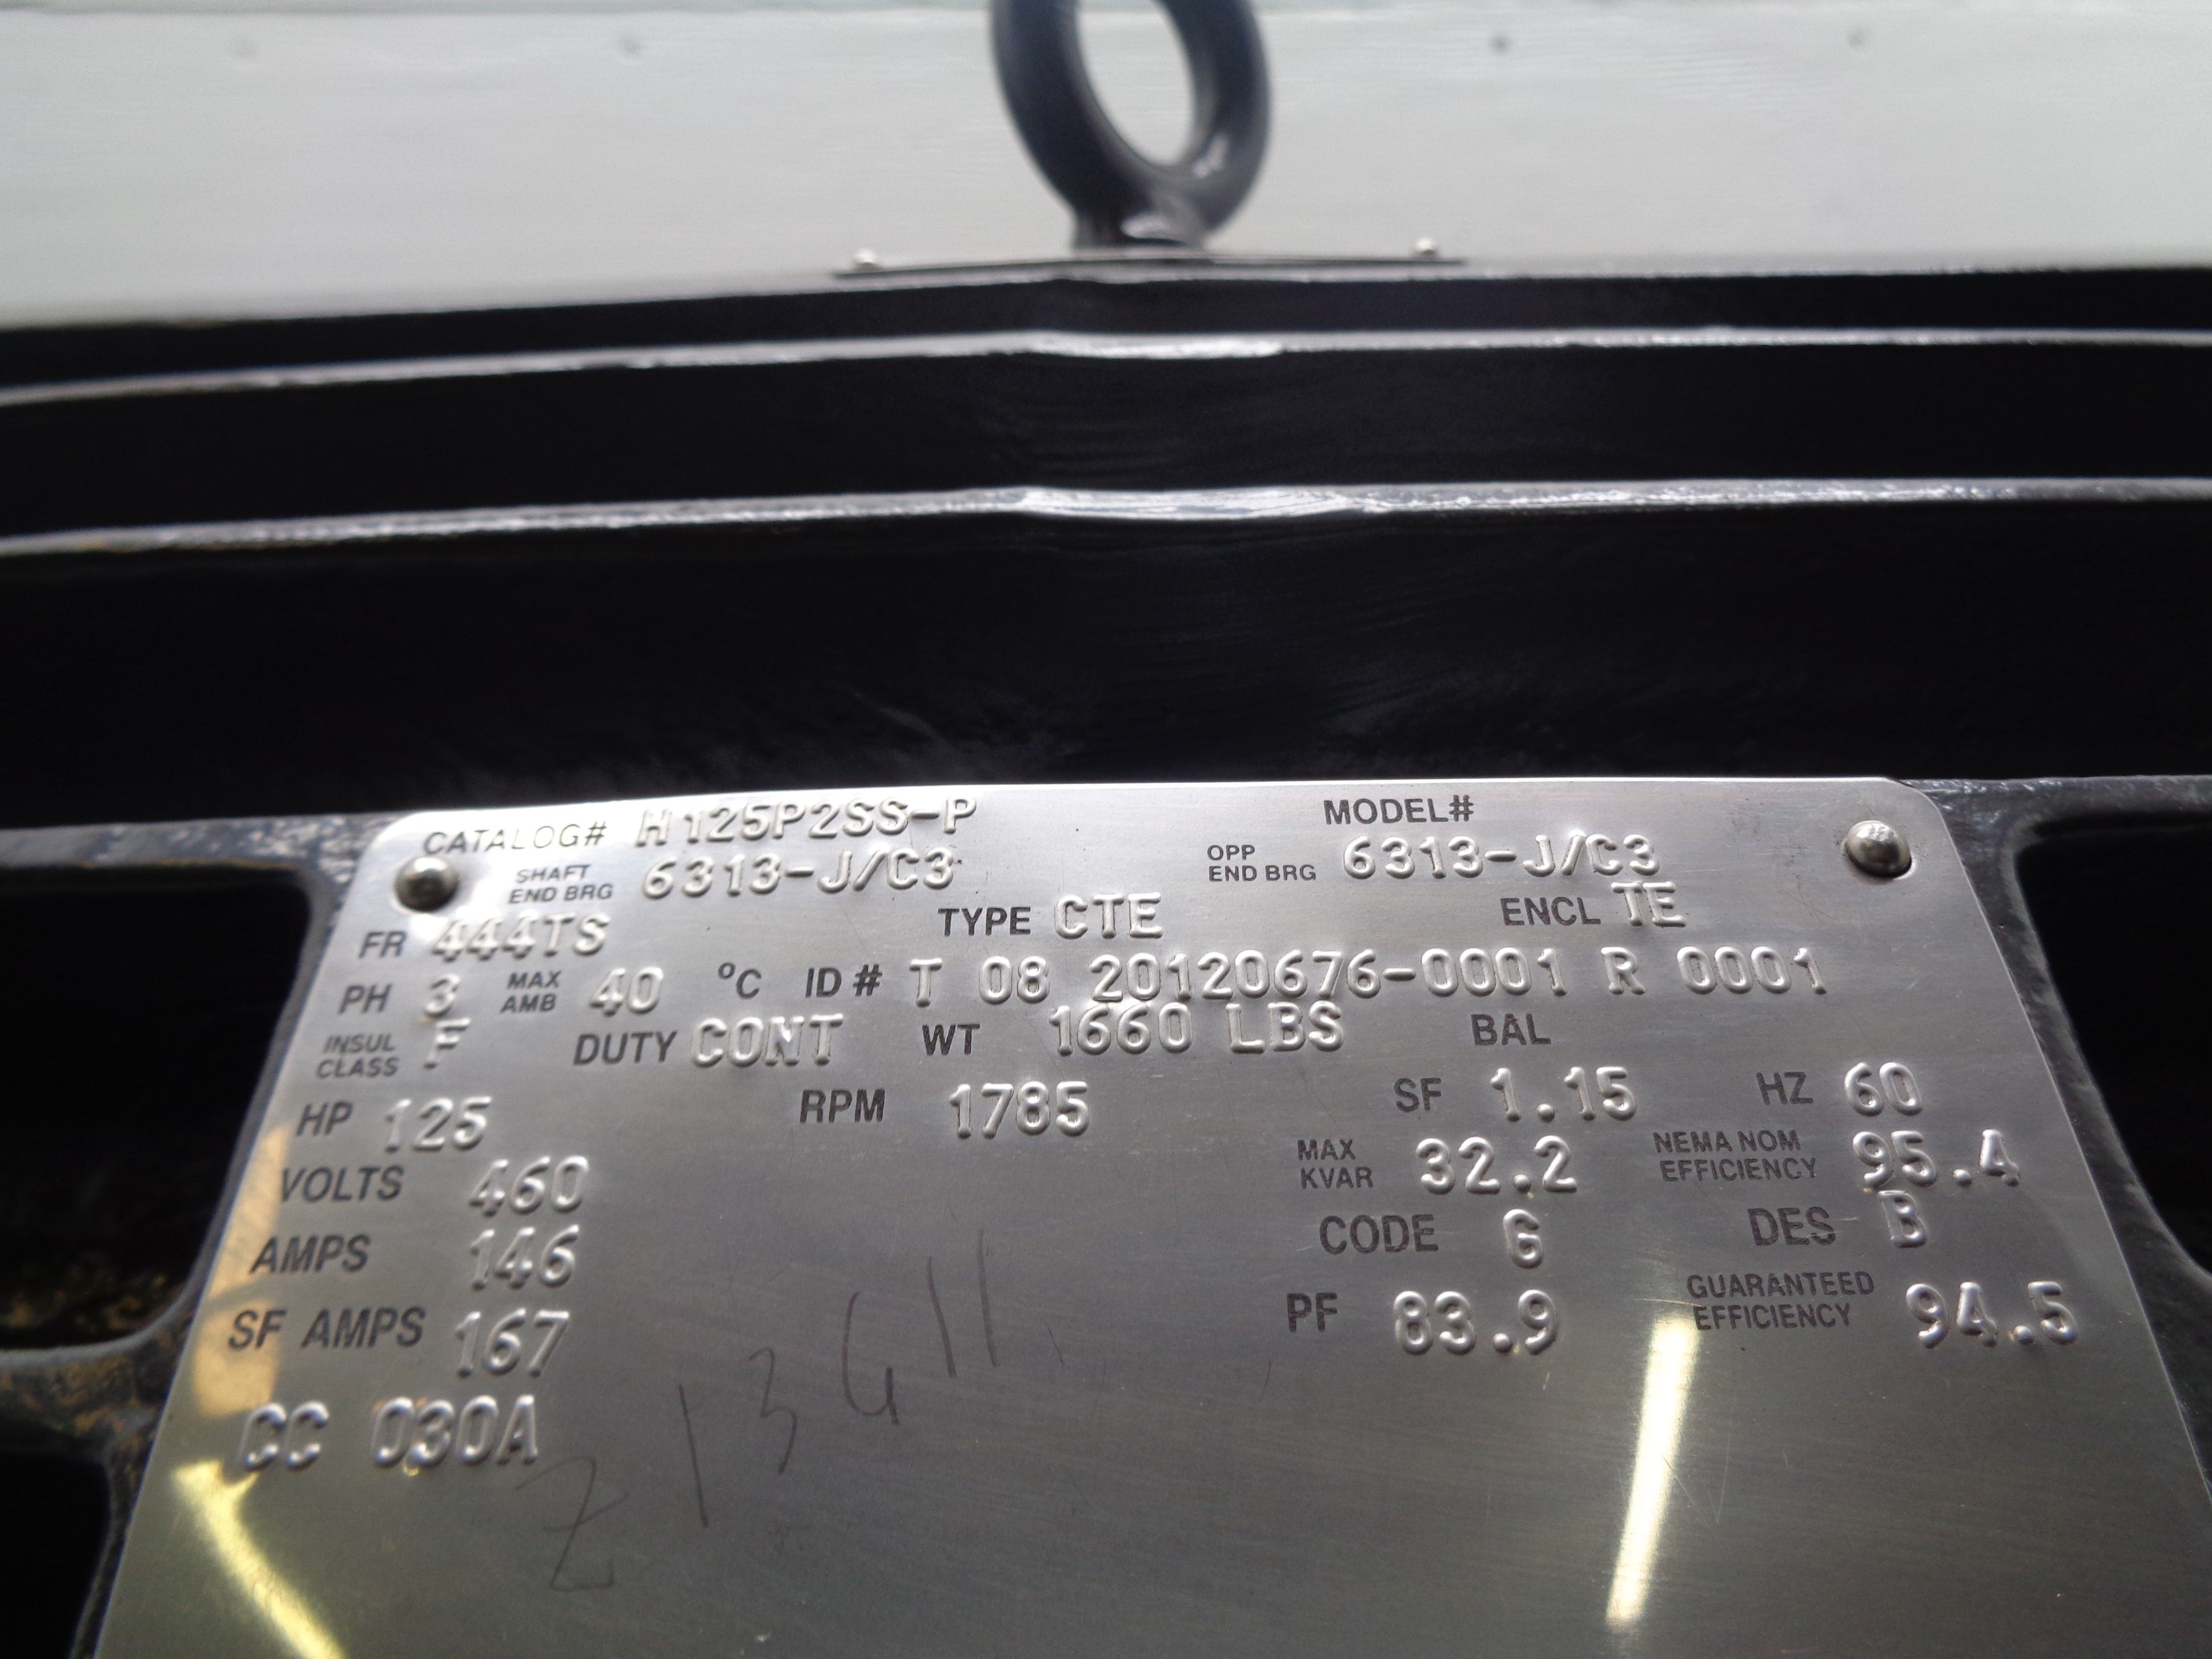 CATALOG# H125P2SS-P MODEL#
SHAFT END BRG 6313-J/C3 OPP END BRG 6313-J/C3
FR 444TS TYPE CTE ENCL TE
PH 3 MAX AMB 40 °C ID# T 08 20120676-0001 R 0001
INSUL CLASS F DUTY CONT WT 1660 LBS BAL
HP 125 RPM 1785 SF 1.15 HZ 60
VOLTS 460 MAX KVAR 32.2 NEMA NOM EFFICIENCY 95.4
AMPS 146 CODE G DES B
SF AMPS 167 PF 83.9 GUARANTEED EFFICIENCY 94.5
CC 030A